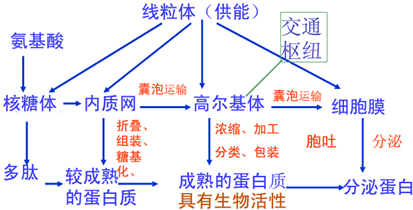 线粒体（供能）
交通
枢纽
氨基酸
囊泡运输
囊泡运输
核糖体
内质网
高尔基体
细胞膜
折叠、
组装、
糖基
化、
浓缩、加工
分类、包装
胞吐
分泌
多肽
较成熟
的蛋白质
成熟的蛋白质
具有生物活性
分泌蛋白